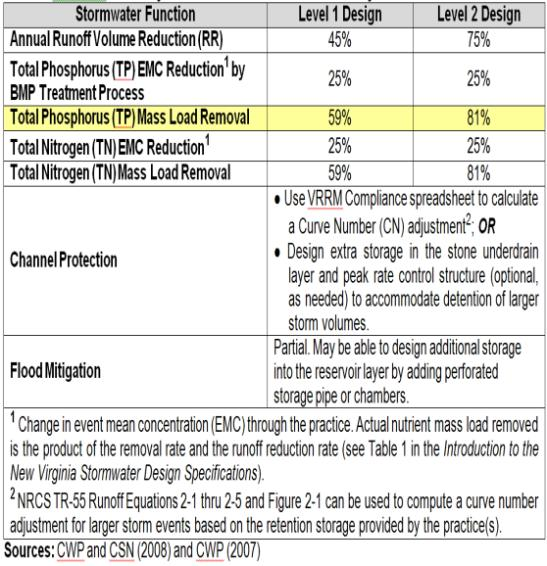 Stormwater Function Level 1 Design Level 2 Design
Annual Runoff Volume Reduction (RR) 45% 75%
Total Phosphorus (TP) EMC Reduction1 by
BMP Treatment Process 25% 25%
Total Phosphorus (TP) Mass Load Removal 59% 81%
Total Nitrogen (TN) EMC Reduction1 25% 25%
Total Nitrogen (TN) Mass Load Removal 59% 81%
Channel Protection
• Use VRRM Compliance spreadsheet to calculate
a Curve Number (CN) adjustment2; OR
• Design extra storage in the stone underdrain
layer and peak rate control structure (optional,
as needed) to accommodate detention of larger
storm volumes.
Flood Mitigation
Partial. May be able to design additional storage
into the reservoir layer by adding perforated
storage pipe or chambers.
1 Change in event mean concentration (EMC) through the practice. Actual nutrient mass load removed
is the product of the removal rate and the runoff reduction rate (see Table 1 in the Introduction to the
New Virginia Stormwater Design Specifications).
2 NRCS TR-55 Runoff Equations 2-1 thru 2-5 and Figure 2-1 can be used to compute a curve number
adjustment for larger storm events based on the retention storage provided by the practice(s).
Sources: CWP and CSN (2008) and CWP (2007)